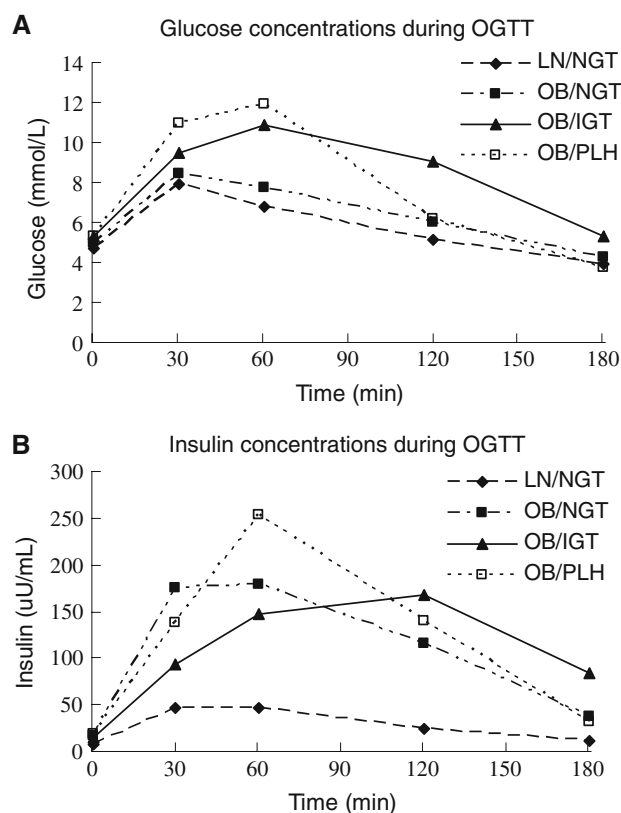 A
Glucose concentrations during OGTT
14
12
10
8
6
4
2
0
Glucose (mmol/L)
LN/NGT
OB/NGT
OB/IGT
OB/PLH
0 30 60 90 120 150 180
Time (min)
B
Insulin concentrations during OGTT
300
250
200
150
100
50
0
Insulin (uU/mL)
LN/NGT
OB/NGT
OB/IGT
OB/PLH
0 30 60 90 120 150 180
Time (min)